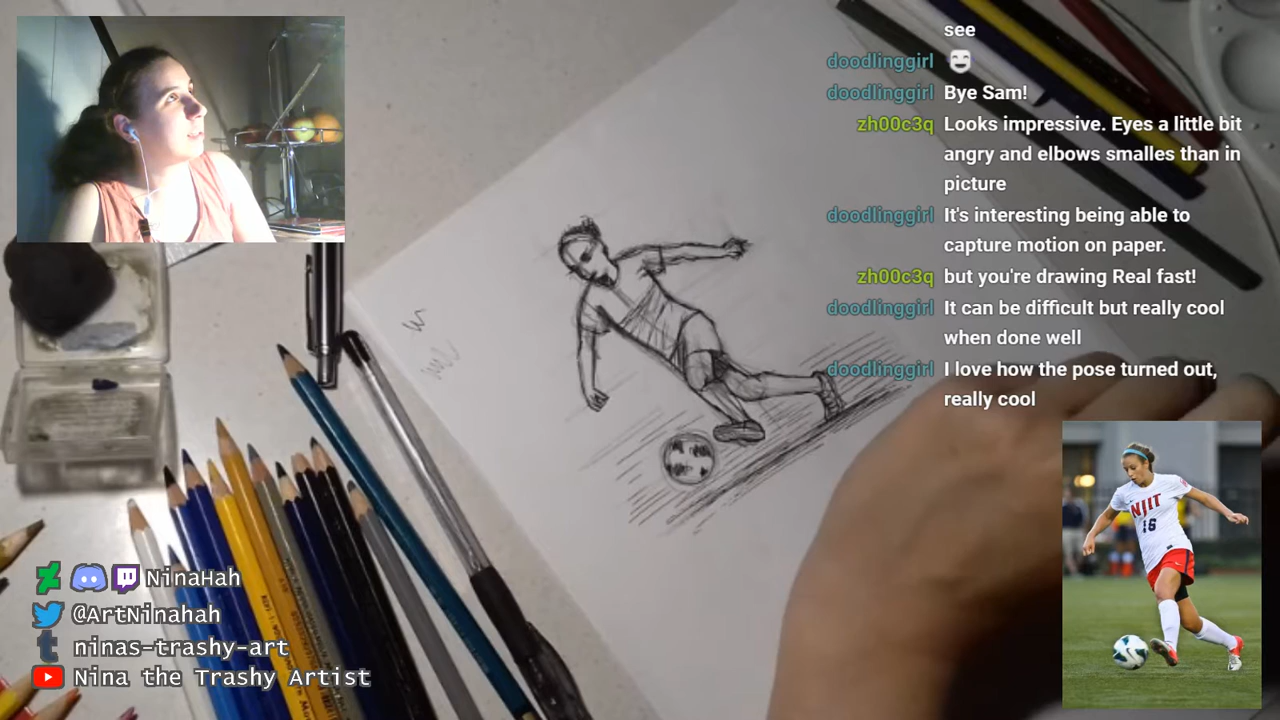 see
doodlinggirl
doodlinggirl Bye Sam!
zh00c3q Looks impressive. Eyes a little bit
angry and elbows smalles than in
picture
doodlinggirl It's interesting being able to
capture motion on paper.
zh00c3q but you're drawing Real fast!
doodlinggirl It can be difficult but really cool
when done well
doodlinggirl I love how the pose turned out,
really cool
NJIT
16
NinaHah
@ArtNinahah
ninas-trashy-art
Nina the Trashy Artist